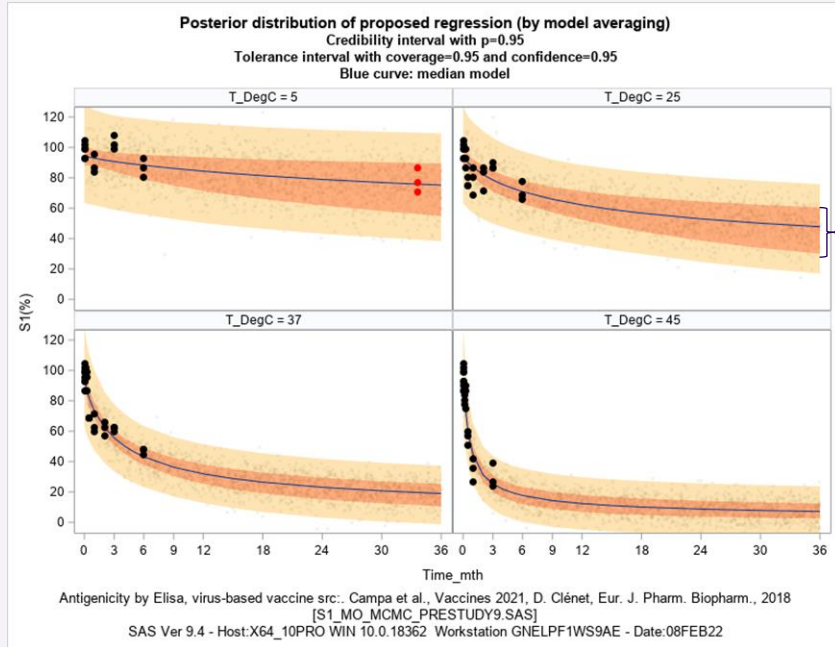 Posterior distribution of proposed regression (by model averaging)
Credibility interval with p=0.95
Tolerance interval with coverage=0.95 and confidence=0.95
Blue curve: median model
T_DegC = 5
T_DegC = 25
120
100
80
60
40
20
0
S1(%)
T_DegC = 37
T_DegC = 45
120
100
80
60
40
20
0
0 3 6 9 12 18 24 30 36 0 3 6 9 12 18 24 30 36
Time_mth
Antigenicity by Elisa, virus-based vaccine src:. Campa et al., Vaccines 2021, D. Clénet, Eur. J. Pharm. Biopharm., 2018
[S1_MO_MCMC_PRESTUDY9.SAS]
SAS Ver 9.4 - Host:X64_10PRO WIN 10.0.18362 Workstation GNELPF1WS9AE - Date:08FEB22